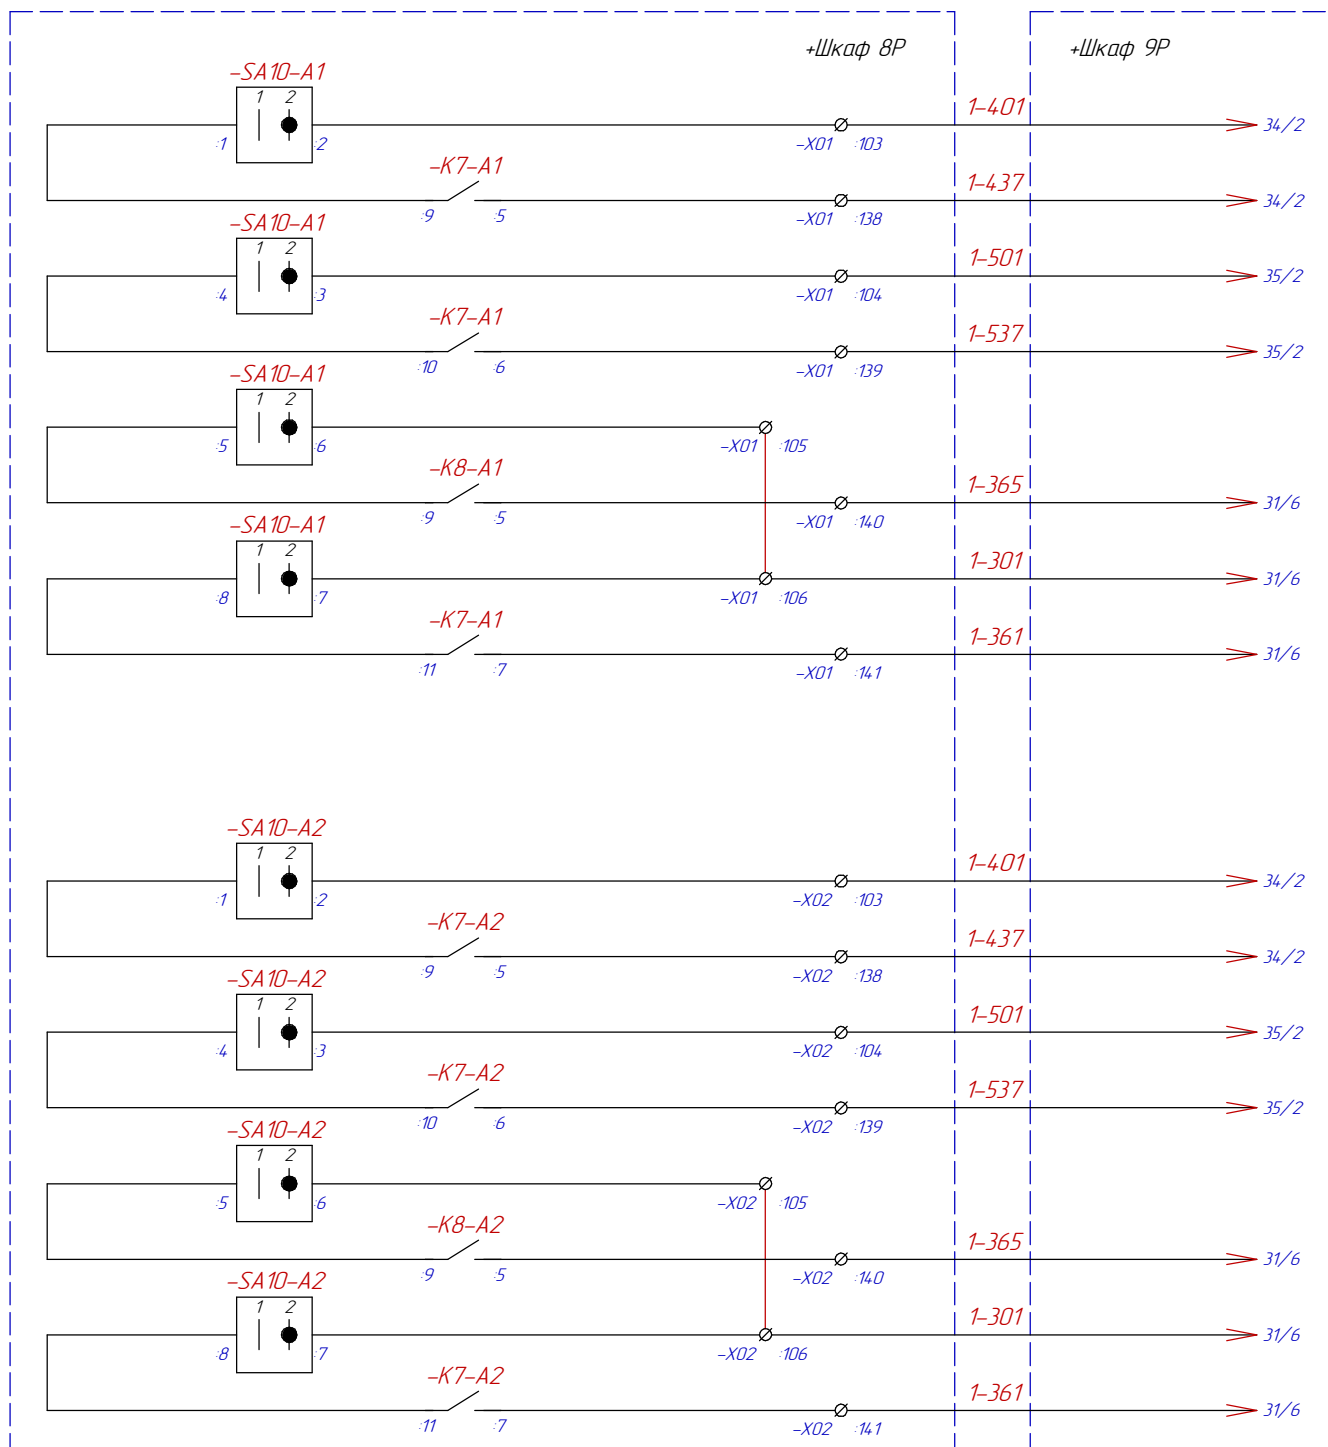 +Шкаф 8Р +Шкаф 9Р
-SA10-A1
1 2 1-401
:1 :2 -X01 :103 34/2
-K7-A1 1-437
:9 :5 -X01 :138 34/2
-SA10-A1
1 2 1-501
:4 :3 -X01 :104 35/2
-K7-A1 1-537
:10 :6 -X01 :139 35/2
-SA10-A1
1 2
:5 :6 -X01 :105
-K8-A1 1-365
:9 :5 -X01 :140 31/6
-SA10-A1
1 2 1-301
:8 :7 -X01 :106 31/6
-K7-A1 1-361
:11 :7 -X01 :141 31/6
-SA10-A2
1 2 1-401
:1 :2 -X02 :103 34/2
-K7-A2 1-437
:9 :5 -X02 :138 34/2
-SA10-A2
1 2 1-501
:4 :3 -X02 :104 35/2
-K7-A2 1-537
:10 :6 -X02 :139 35/2
-SA10-A2
1 2
:5 :6 -X02 :105
-K8-A2 1-365
:9 :5 -X02 :140 31/6
-SA10-A2
1 2 1-301
:8 :7 -X02 :106 31/6
-K7-A2 1-361
:11 :7 -X02 :141 31/6